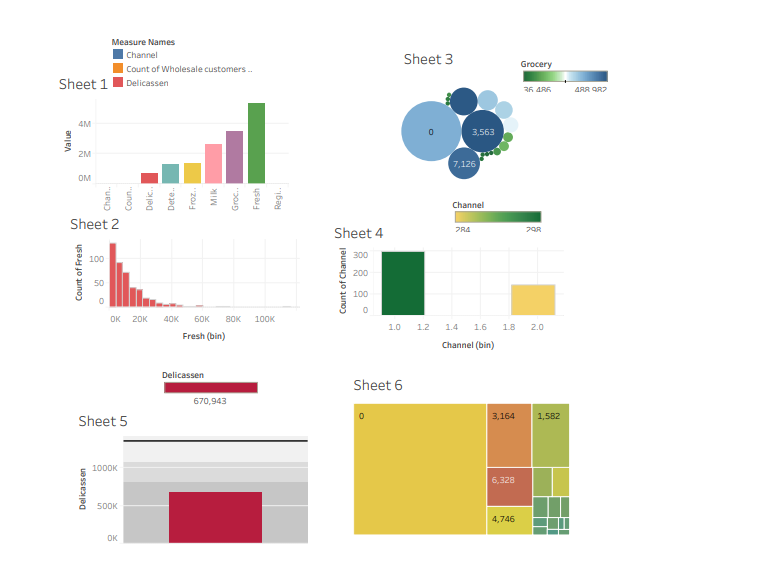 Measure Names
Channel
Count of Wholesale customers ..
Delicassen
Sheet 1
Value
4M
2M
0M
Chan..
Coun..
Delic..
Dete..
Froz..
Milk
Groc..
Fresh
Regi..
Sheet 3
Grocery
36,486 488,982
0
3,563
7,126
Sheet 2
Count of Fresh
100
50
0
0K 20K 40K 60K 80K 100K
Fresh (bin)
Channel
284 298
Sheet 4
Count of Channel
300
200
100
0
1.0 1.2 1.4 1.6 1.8 2.0
Channel (bin)
Delicassen
670,943
Sheet 5
Delicassen
1000K
500K
0K
Sheet 6
0
3,164
1,582
6,328
4,746